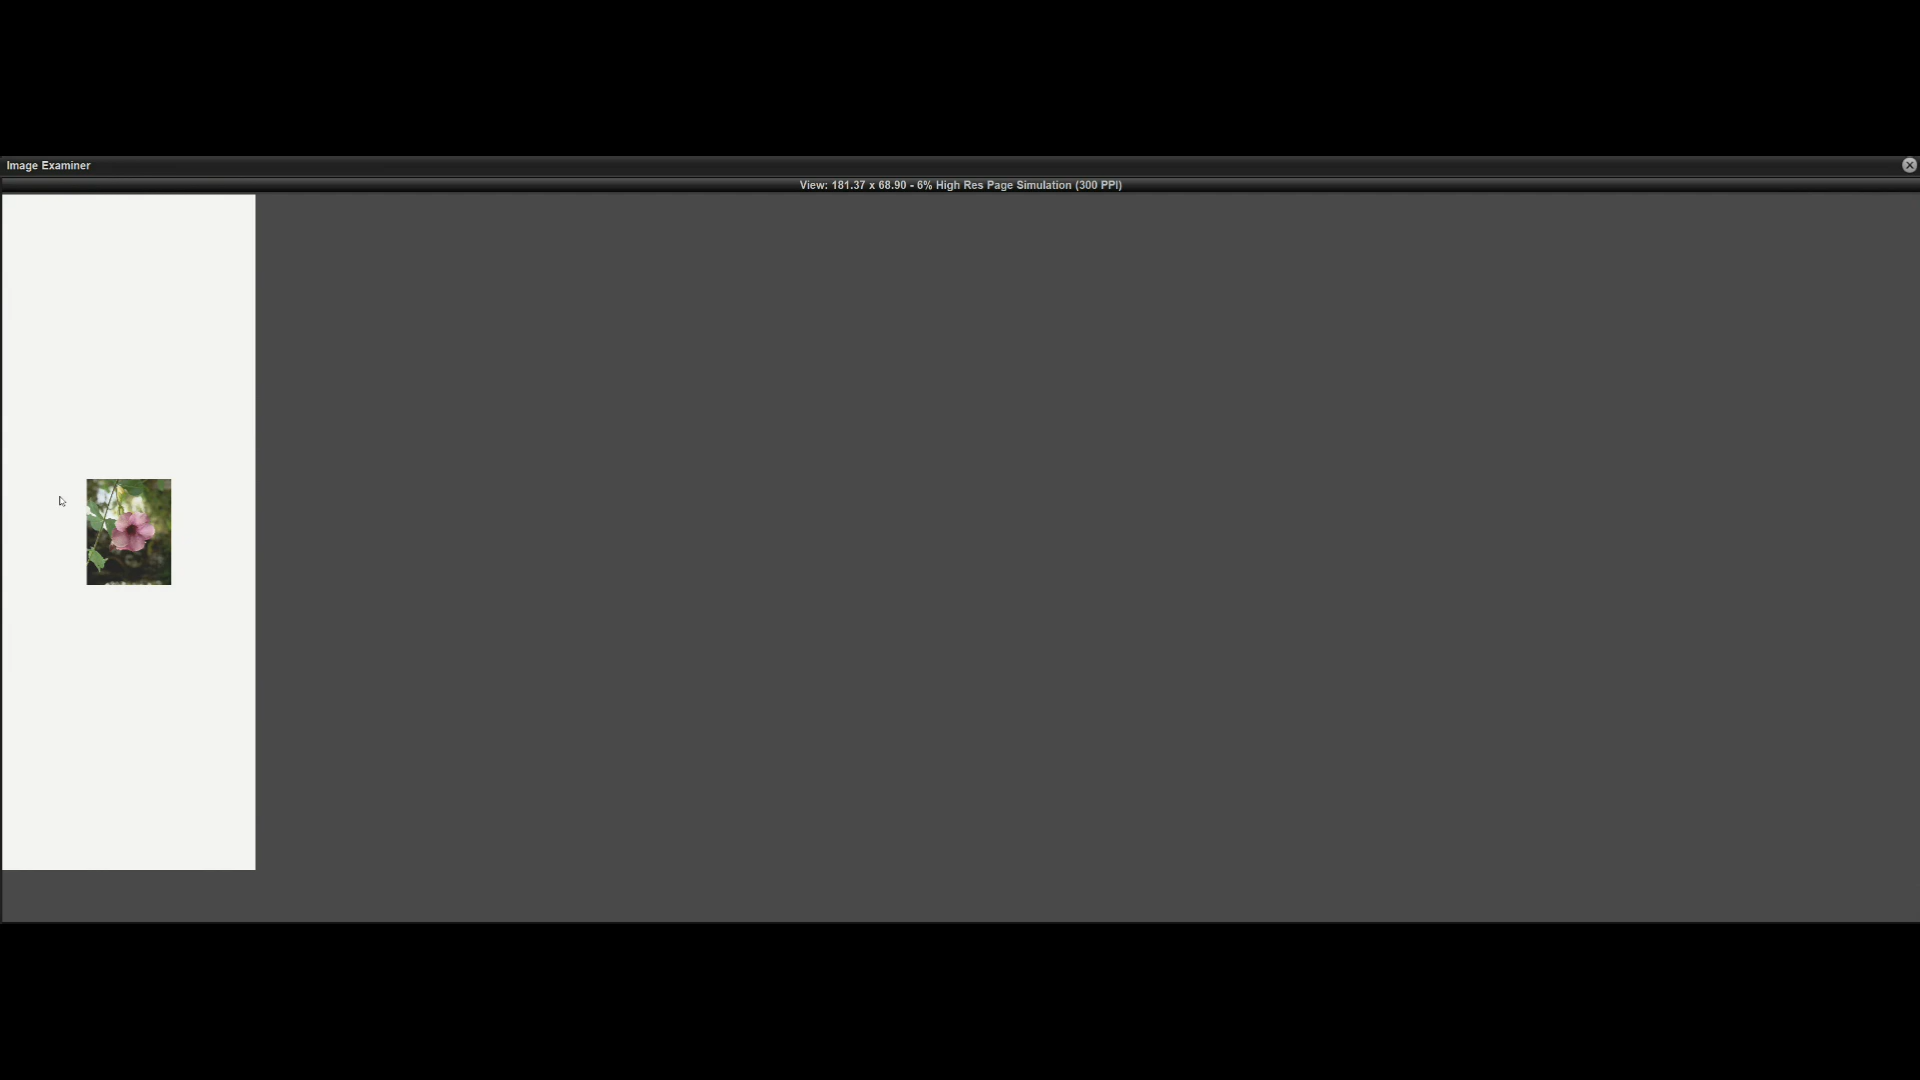 Image Examiner
View: 181.37 x 68.90 - 6% High Res Page Simulation (300 PPI)